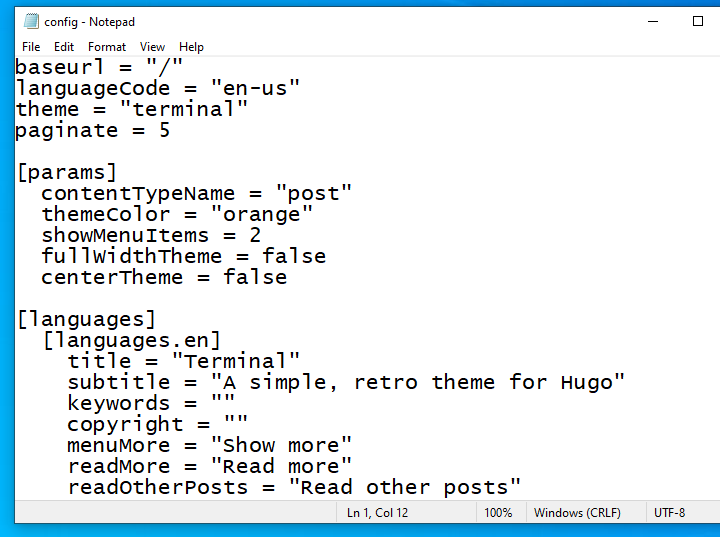 config - Notepad
File Edit Format View Help
baseurl = "/"
languageCode = "en-us"
theme = "terminal"
paginate = 5
[params]
contentTypeName = "post"
themeColor = "orange"
showMenuItems = 2
fullWidthTheme = false
centerTheme = false
[languages]
[languages.en]
title = "Terminal"
subtitle = "A simple, retro theme for Hugo"
keywords = ""
copyright = ""
menuMore = "Show more"
readMore = "Read more"
readOtherPosts = "Read other posts"
Ln 1, Col 12 100% Windows (CRLF) UTF-8